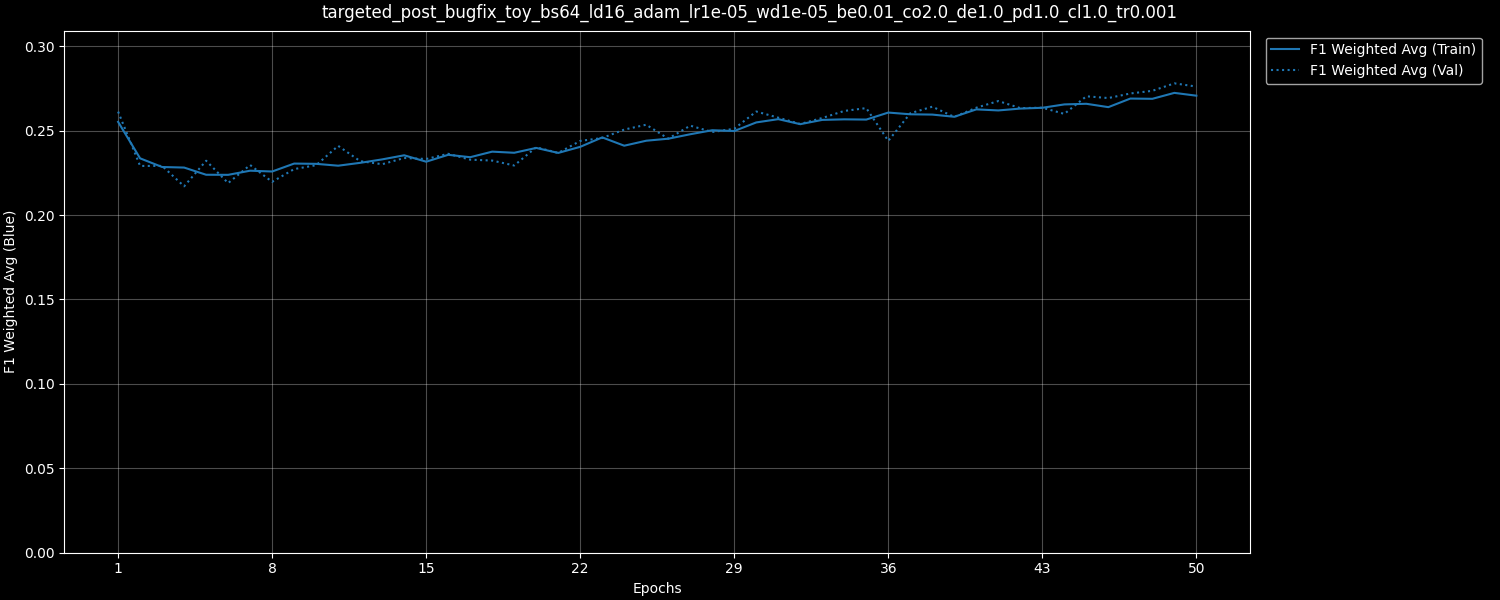 targeted_post_bugfix_toy_bs64_ld16_adam_lr1e-05_wd1e-05_be0.01_co2.0_de1.0_pd1.0_cl1.0_tr0.001
F1 Weighted Avg (Train)
F1 Weighted Avg (Val)
F1 Weighted Avg (Blue)
0.30
0.25
0.20
0.15
0.10
0.05
0.00
1 8 15 22 29 36 43 50
Epochs